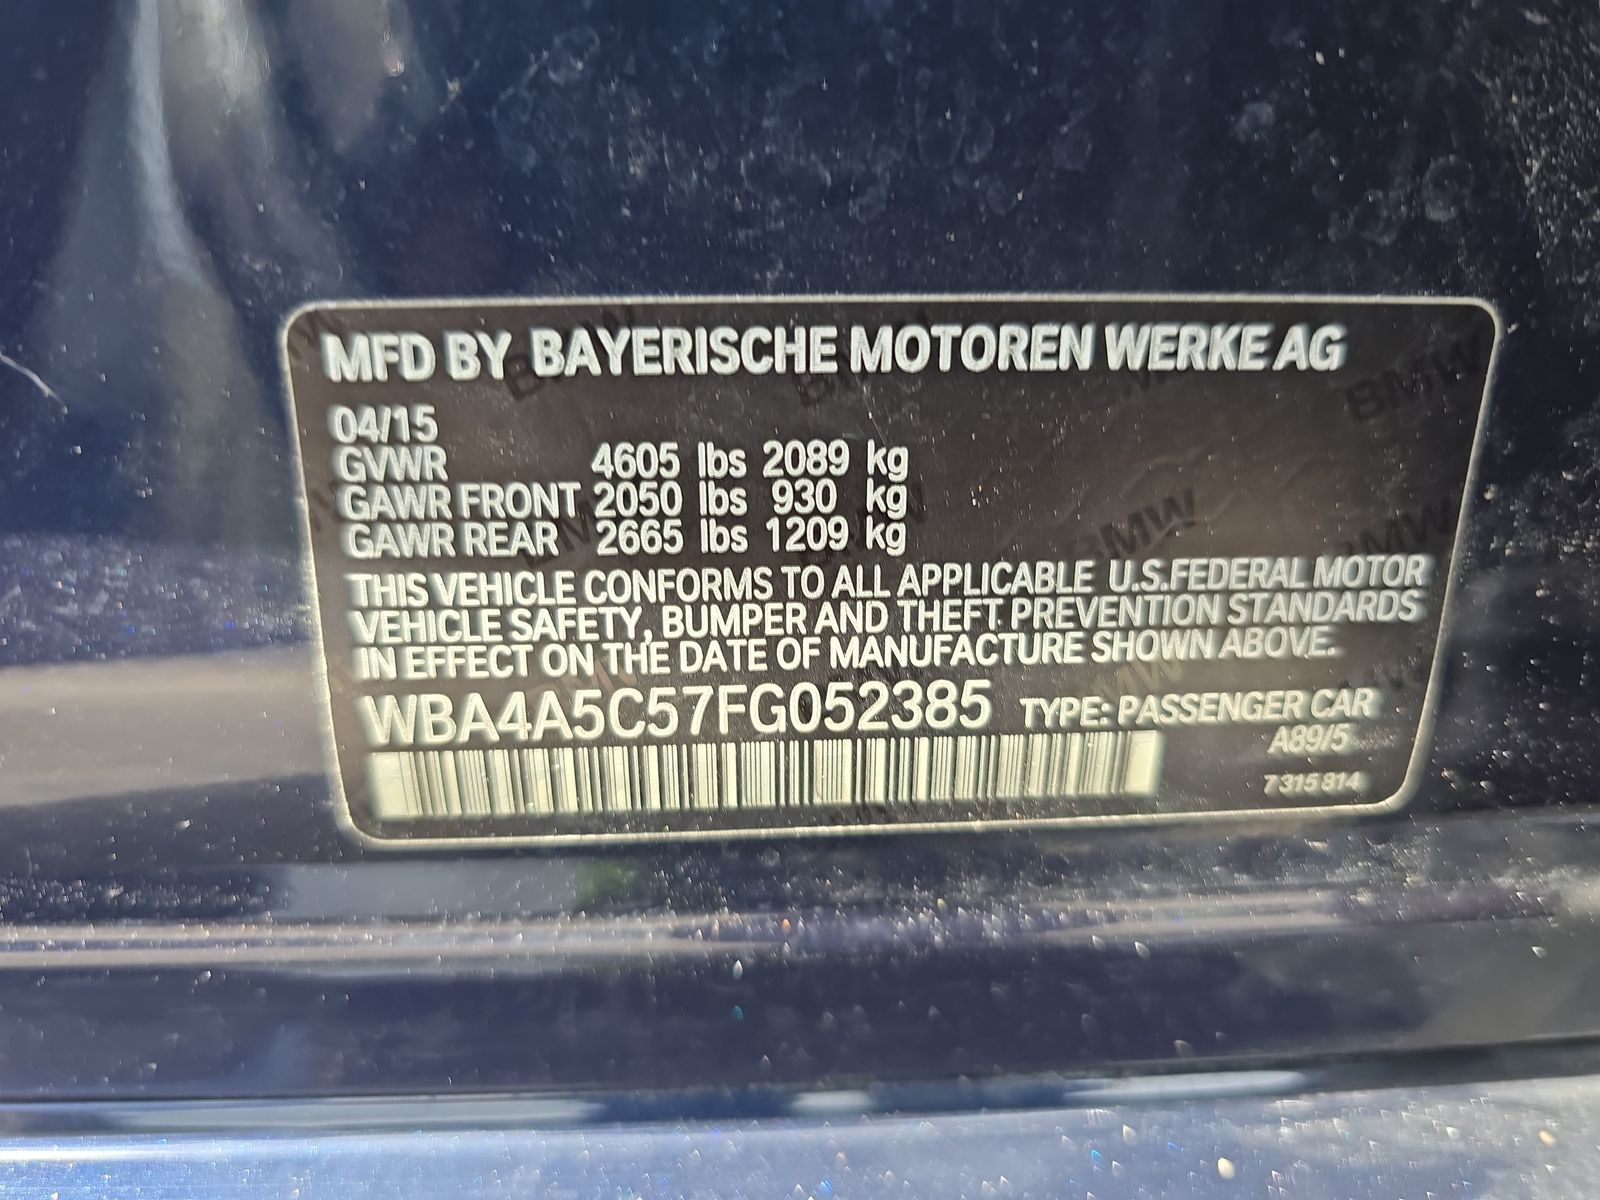 MFD BY BAYERISCHE MOTOREN WERKE AG
04/15
GVWR 4605 lbs 2089 kg
GAWR FRONT 2050 lbs 930 kg
GAWR REAR 2665 lbs 1209 kg
THIS VEHICLE CONFORMS TO ALL APPLICABLE U.S.FEDERAL MOTOR
VEHICLE SAFETY, BUMPER AND THEFT PREVENTION STANDARDS
IN EFFECT ON THE DATE OF MANUFACTURE SHOWN ABOVE.
WBA4A5C57FG052385 TYPE: PASSENGER CAR
A89/5
7 315 814